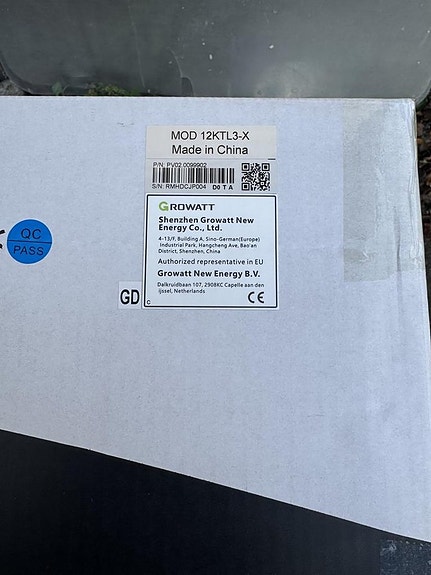 MOD 12KTL3-X
Made in China
P/N: PV02.0099902
S/N: RMHDCJP004 D0 T A
GROWATT
Shenzhen Growatt New
Energy Co., Ltd.
4-13/F, Building A, Sino-German(Europe)
Industrial Park, Hangcheng Ave, Bao'an
District, Shenzhen, China
Authorized representative in EU
Growatt New Energy B.V.
Dalkruidbaan 107, 2908KC Capelle aan den
ijssel, Netherlands
CE
GD
C
QC
PASS